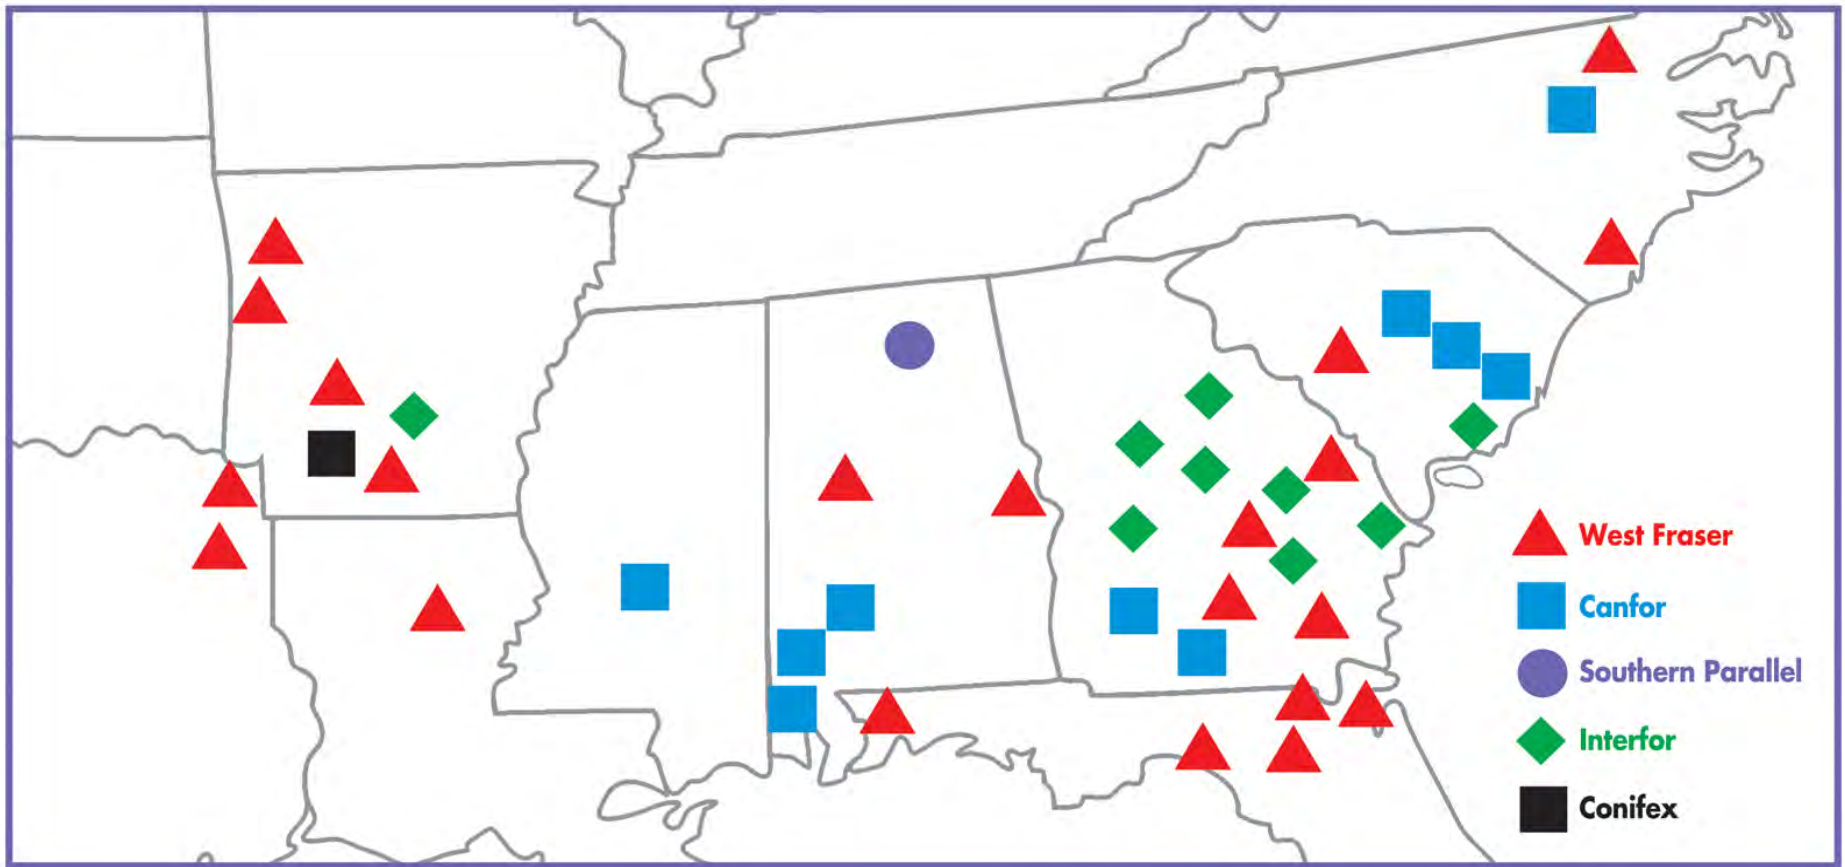 West Fraser
Canfor
Southern Parallel
Interfor
Conifex